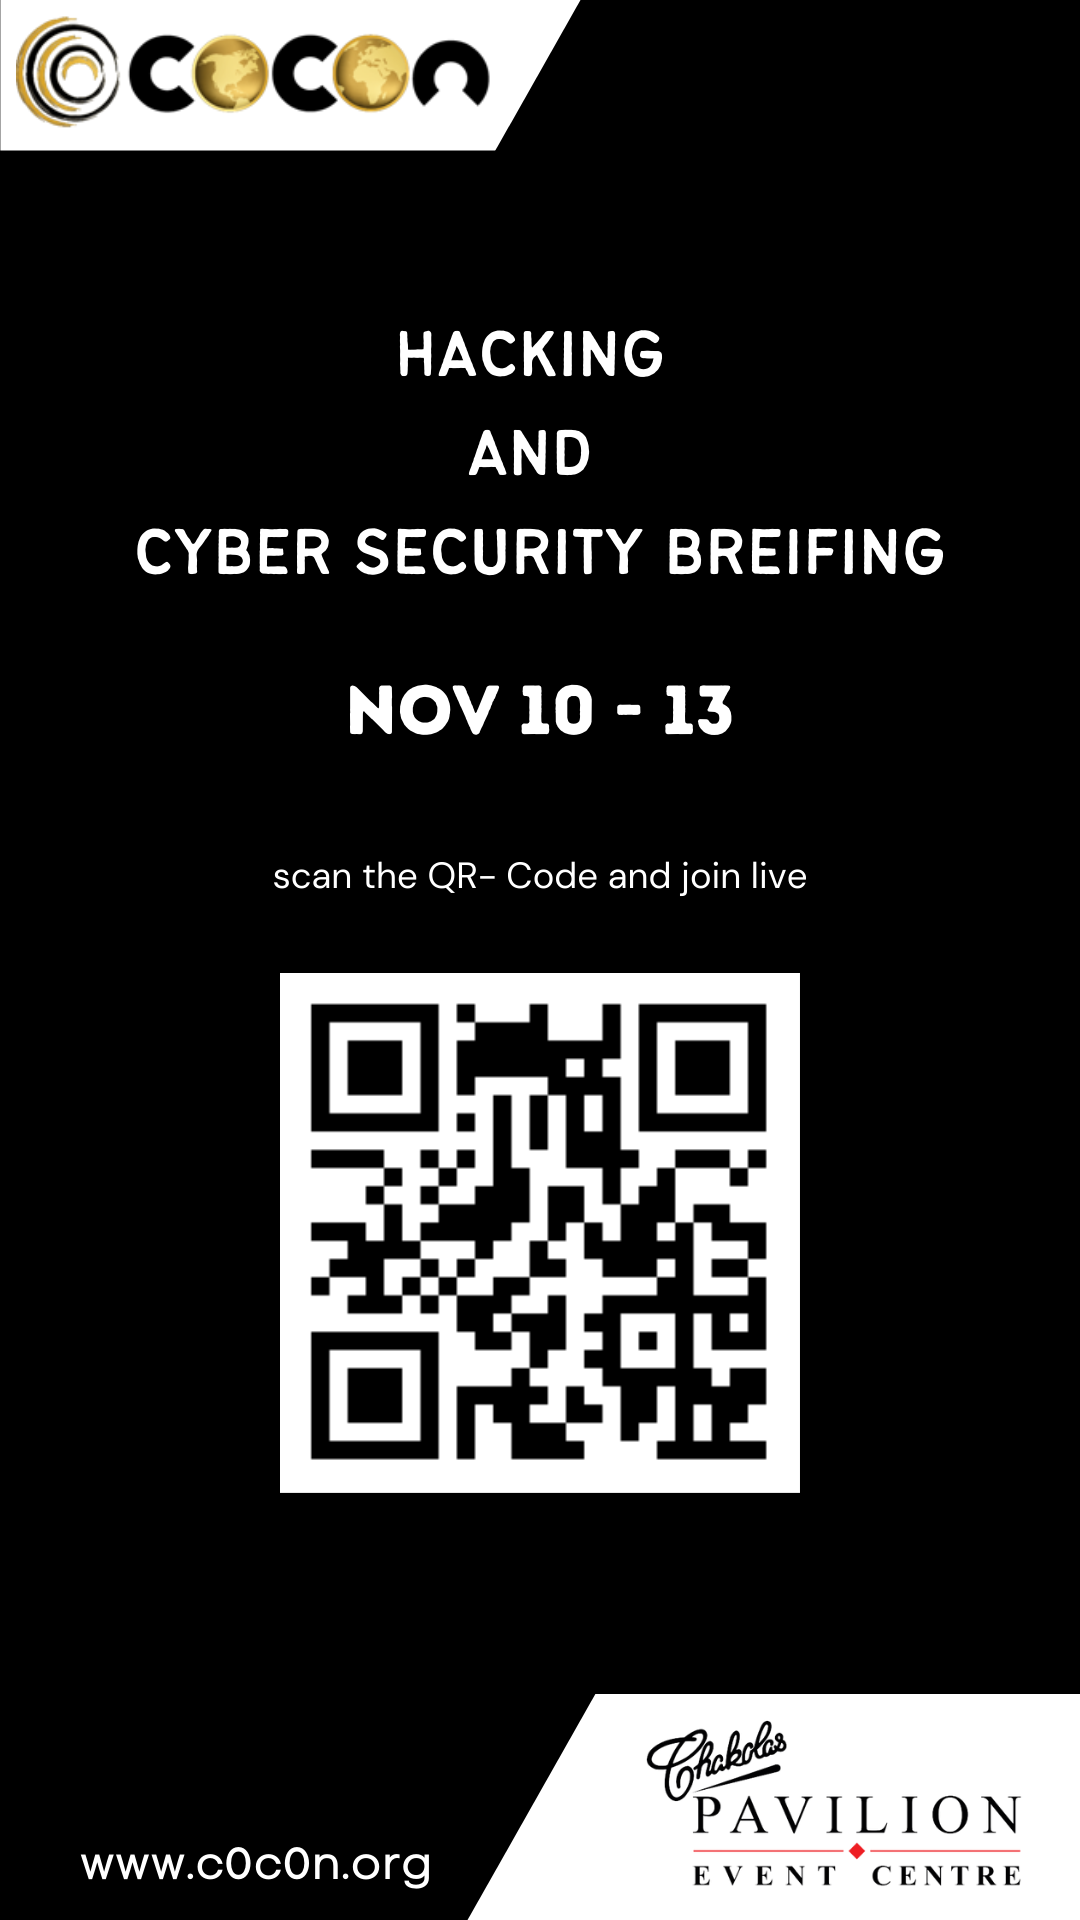 cocon
HACKING
AND
CYBER SECURITY BREIFING
NOV 10 - 13
scan the QR- Code and join live
Chakolas
PAVILION
EVENT CENTRE
www.c0c0n.org